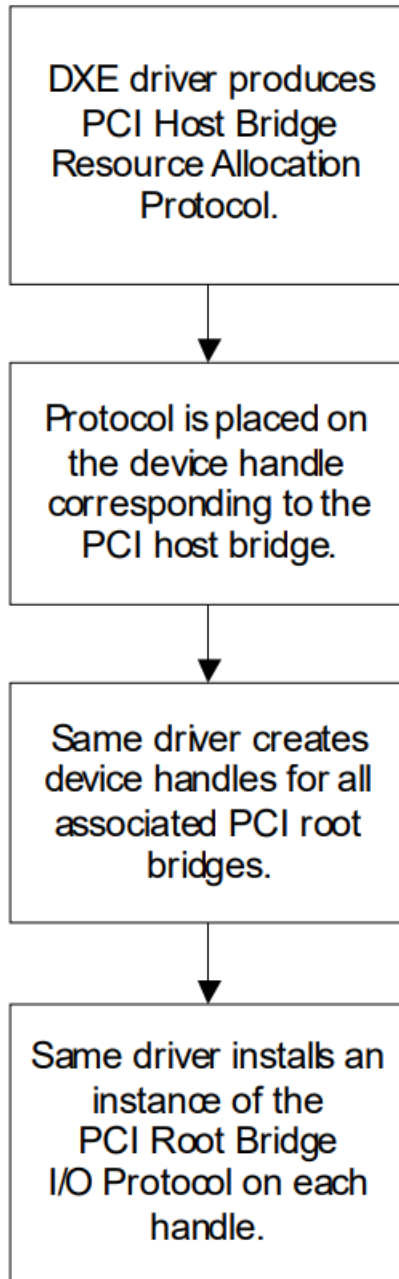 DXE driver produces
PCI Host Bridge
Resource Allocation
Protocol.
Protocol is placed on
the device handle
corresponding to the
PCI host bridge.
Same driver creates
device handles for all
associated PCI root
bridges.
Same driver installs an
instance of the
PCI Root Bridge
I/O Protocol on each
handle.